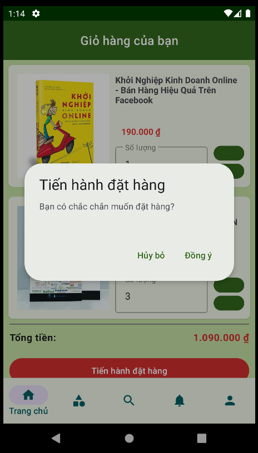 1:14
Giỏ hàng của bạn
KHỞI
NGHIỆP
ONLINE
Khởi Nghiệp Kinh Doanh Online
- Bán Hàng Hiệu Quả Trên
Facebook
190.000 ₫
Số lượng
1
Tiến hành đặt hàng
Bạn có chắc chắn muốn đặt hàng?
N
Hủy bỏ
Đồng ý
Số lượng
3
Tổng tiền:
1.090.000 ₫
Tiến hành đặt hàng
Trang chủ